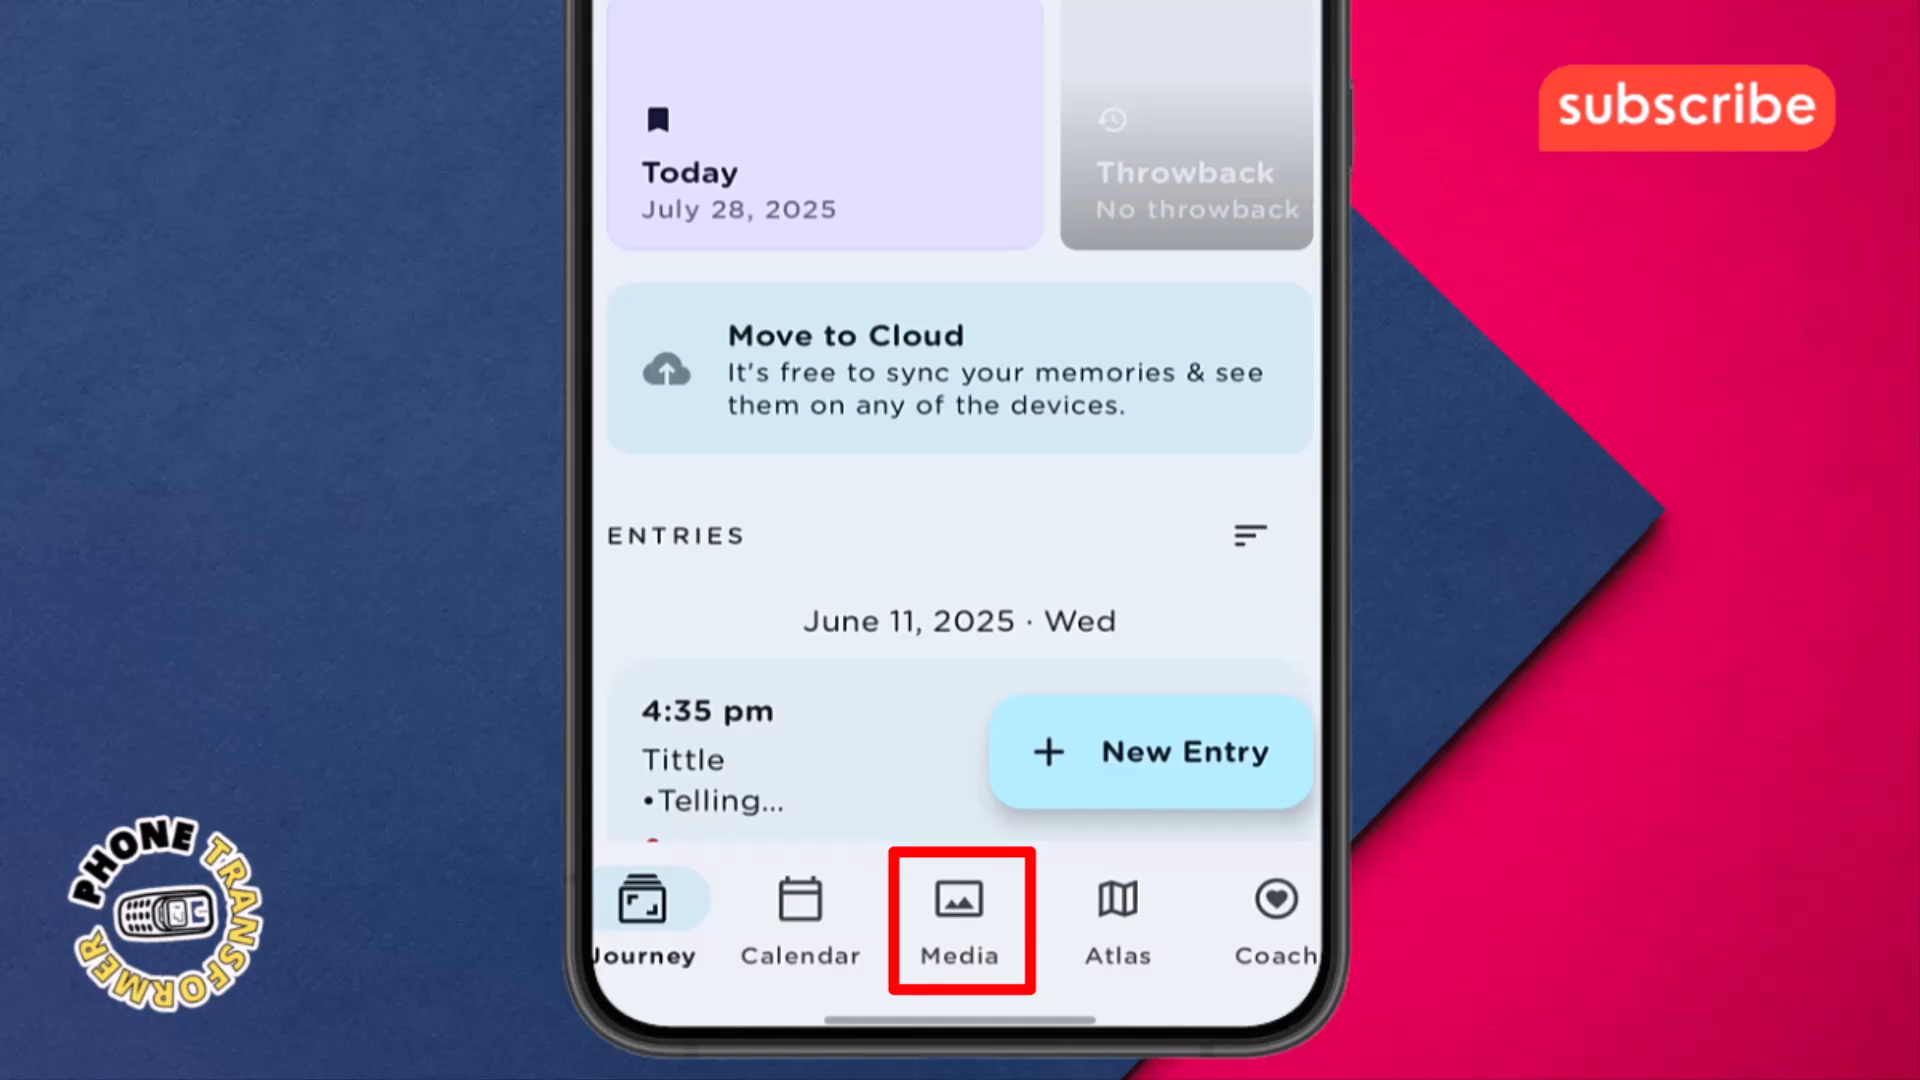 subscribe
Today
July 28, 2025
Throwback
No throwback
Move to Cloud
It's free to sync your memories & see
them on any of the devices.
ENTRIES
June 11, 2025 · Wed
4:35 pm
Tittle
•Telling...
+ New Entry
Journey
Calendar
Media
Atlas
Coach
PHONE TRANSFORMER